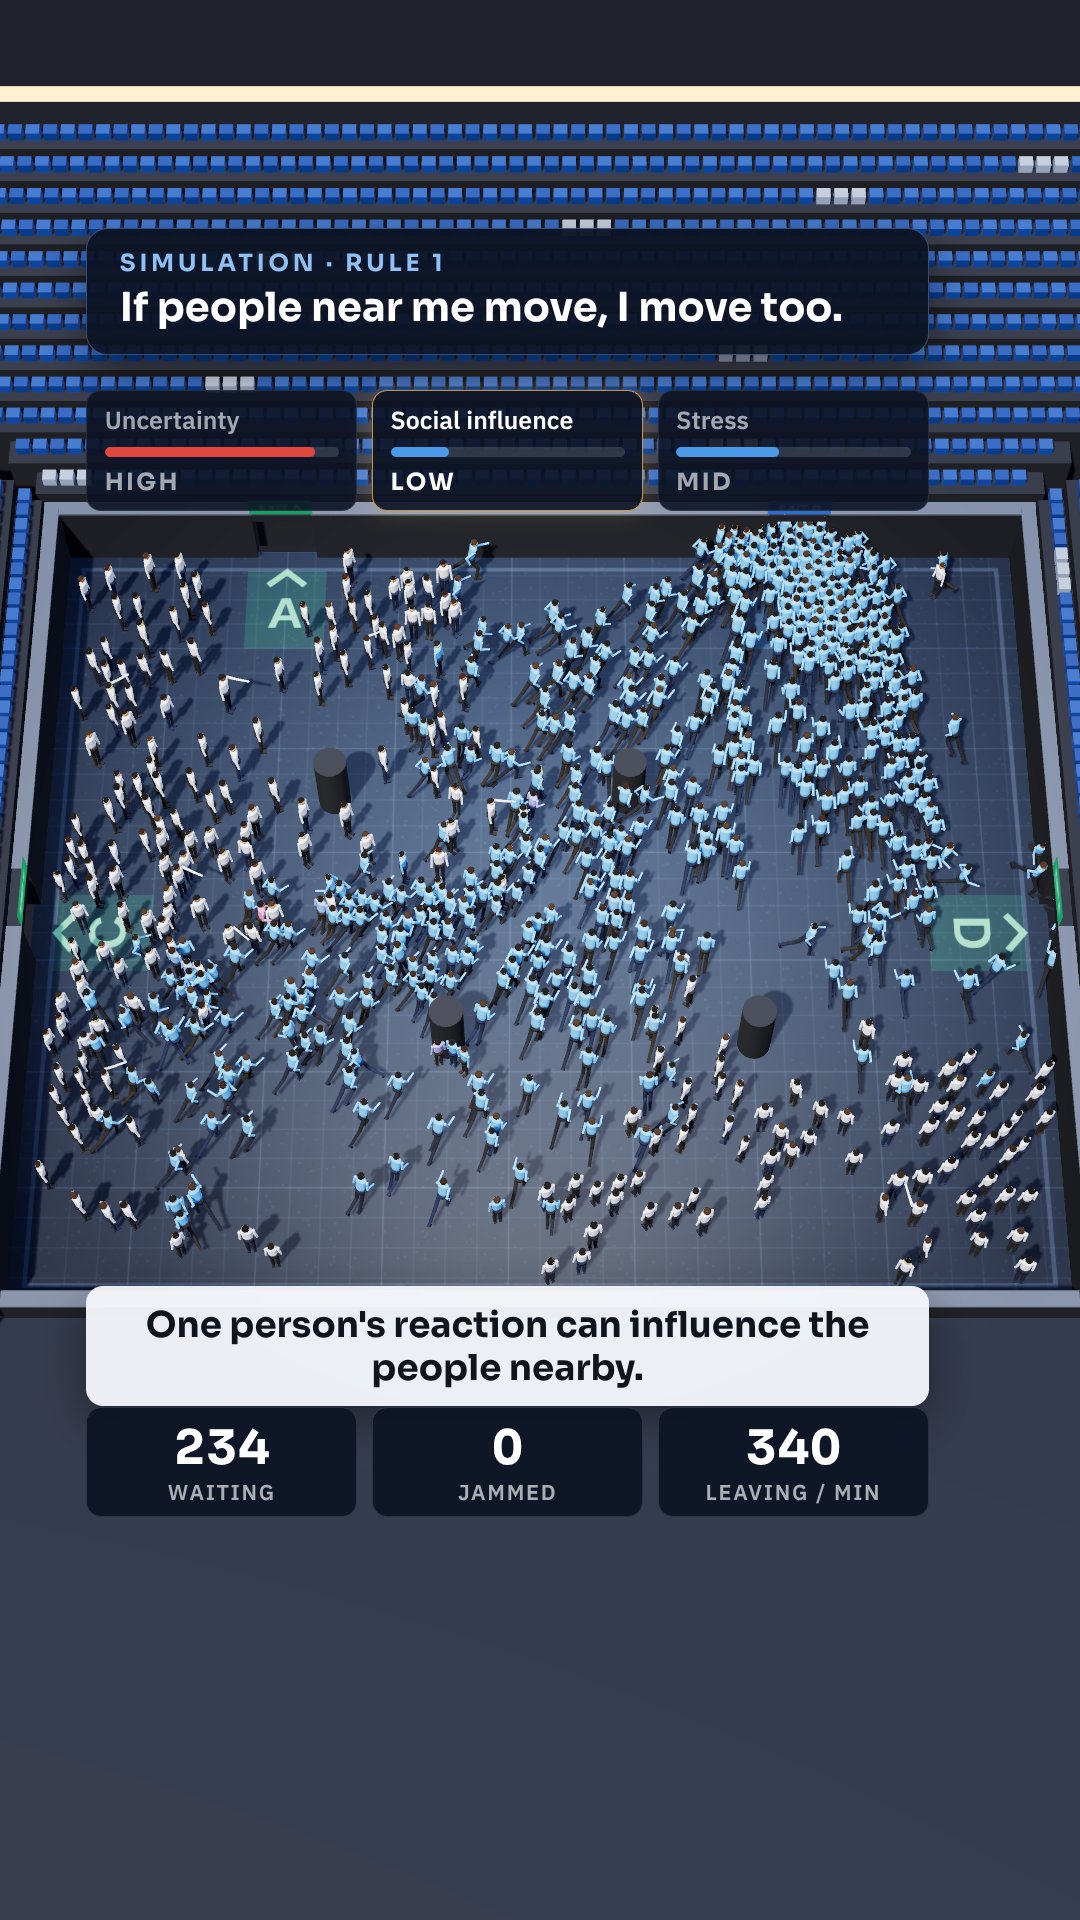 SIMULATION · RULE 1
If people near me move, I move too.
Uncertainty
HIGH
Social influence
LOW
Stress
MID
A
C
D
One person's reaction can influence the
people nearby.
234
WAITING
0
JAMMED
340
LEAVING / MIN